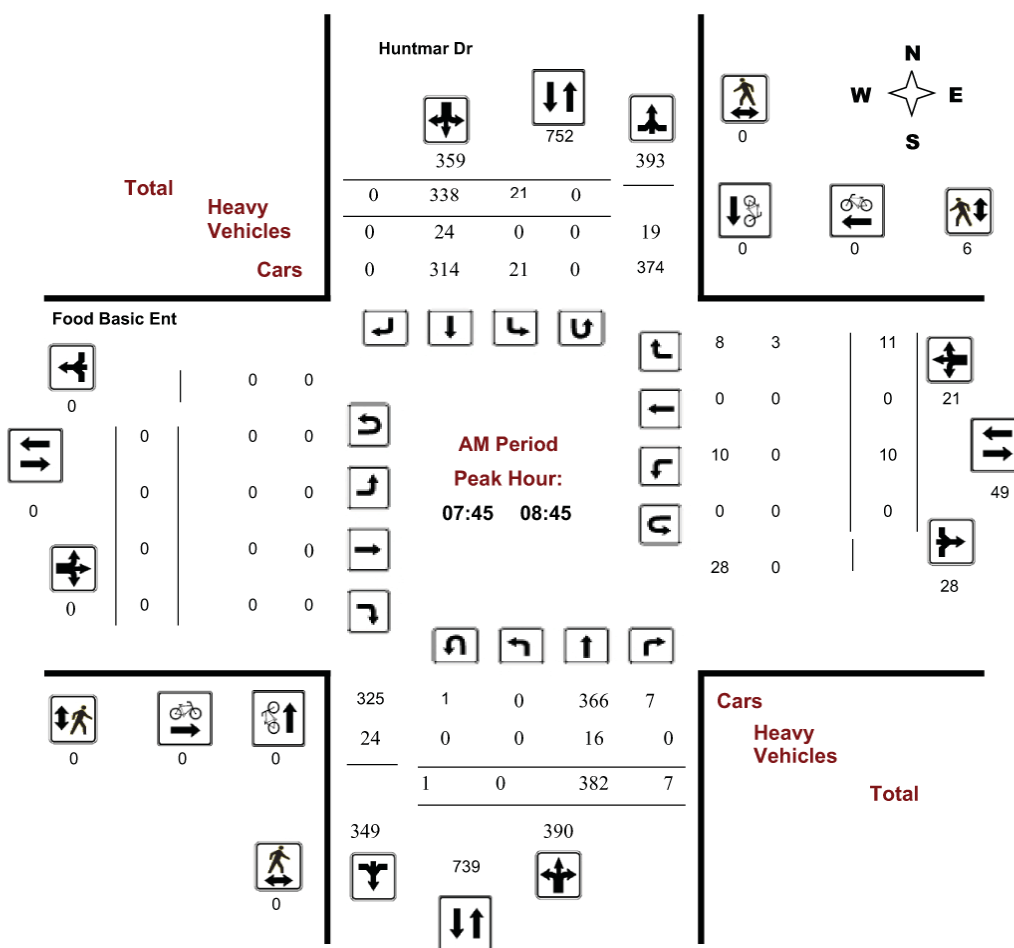 Huntmar Dr
N
W E
S
752
0
359 393
Total
0 338 21 0
Heavy
Vehicles
0 24 0 0 19
0 0 6
Cars
0 314 21 0 374
Food Basic Ent
8 3 11
0 0
0
0 0 0
21
0 0 0
AM Period
10 0 10
Peak Hour:
0 0 0
49
07:45 08:45
0
0 0 0
0 0 0
28 0
28
0
0 0 0
325 1 0 366 7
Cars
24 0 0 16 0
Heavy
Vehicles
0 0 0
1 0 382 7
Total
349 390
739
0